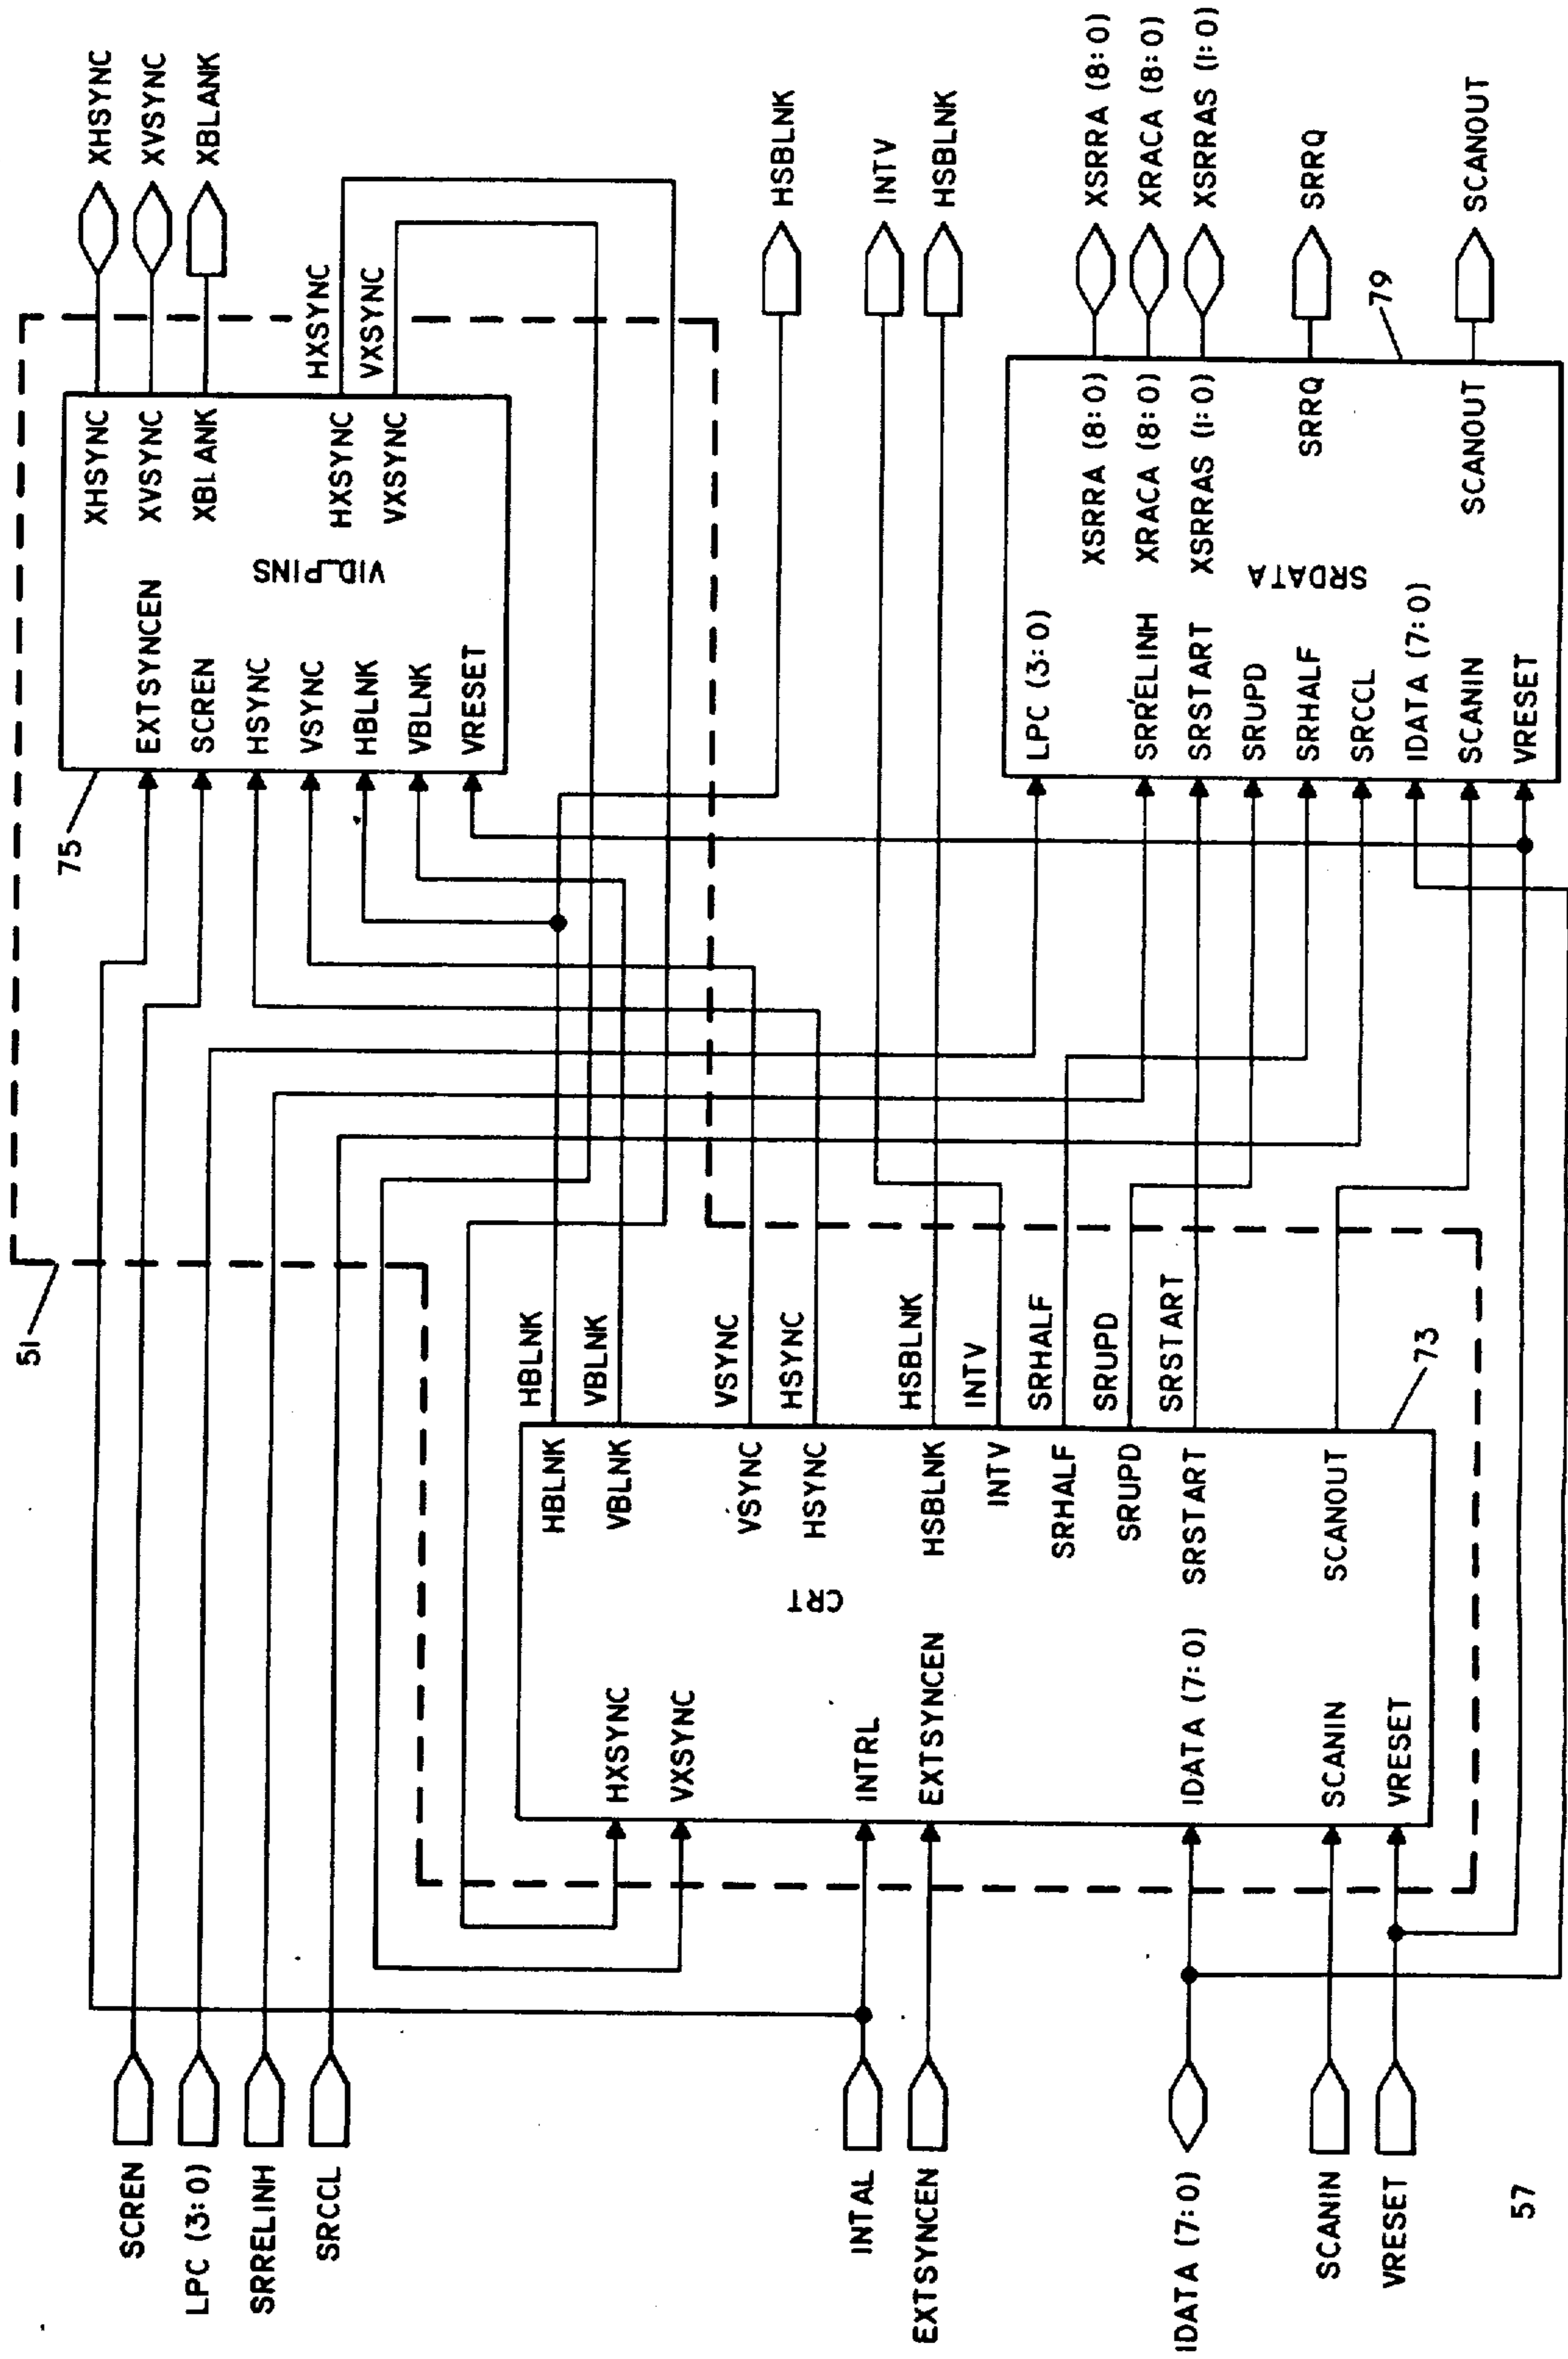 51
SCREN
LPC (3:0)
SRRELINH
SRCCL
INTAL
EXTSYNCEN
IDATA (7:0)
SCANIN
VRESET
57
HXSYNC
VXSYNC
INTRL
EXTSYNCEN
IDATA (7:0)
SCANIN
VRESET
CRT
HBLNK
VBLNK
VSYNC
HSYNC
HSBLNK
INTV
SRHALF
SRUPD
SRSTART
SCANOUT
73
HBLNK
VBLNK
VSYNC
HSYNC
HSBLNK
INTV
SRHALF
SRUPD
SRSTART
75
EXTSYNCEN
SCREN
HSYNC
VSYNC
HBLNK
VBLNK
VRESET
VID_PINS
XHSYNC
XVSYNC
XBLANK
HXSYNC
VXSYNC
HXSYNC
VXSYNC
XHSYNC
XVSYNC
XBLANK
HSBLNK
INTV
HSBLNK
LPC (3:0)
SRRELINH
SRSTART
SRUPD
SRHALF
SRCCL
IDATA (7:0)
SCANIN
VRESET
SRDATA
XSRRA (8:0)
XRACA (8:0)
XSRRAS (1:0)
SRRQ
SCANOUT
79
XSRRA (8:0)
XRACA (8:0)
XSRRAS (1:0)
SRRQ
SCANOUT